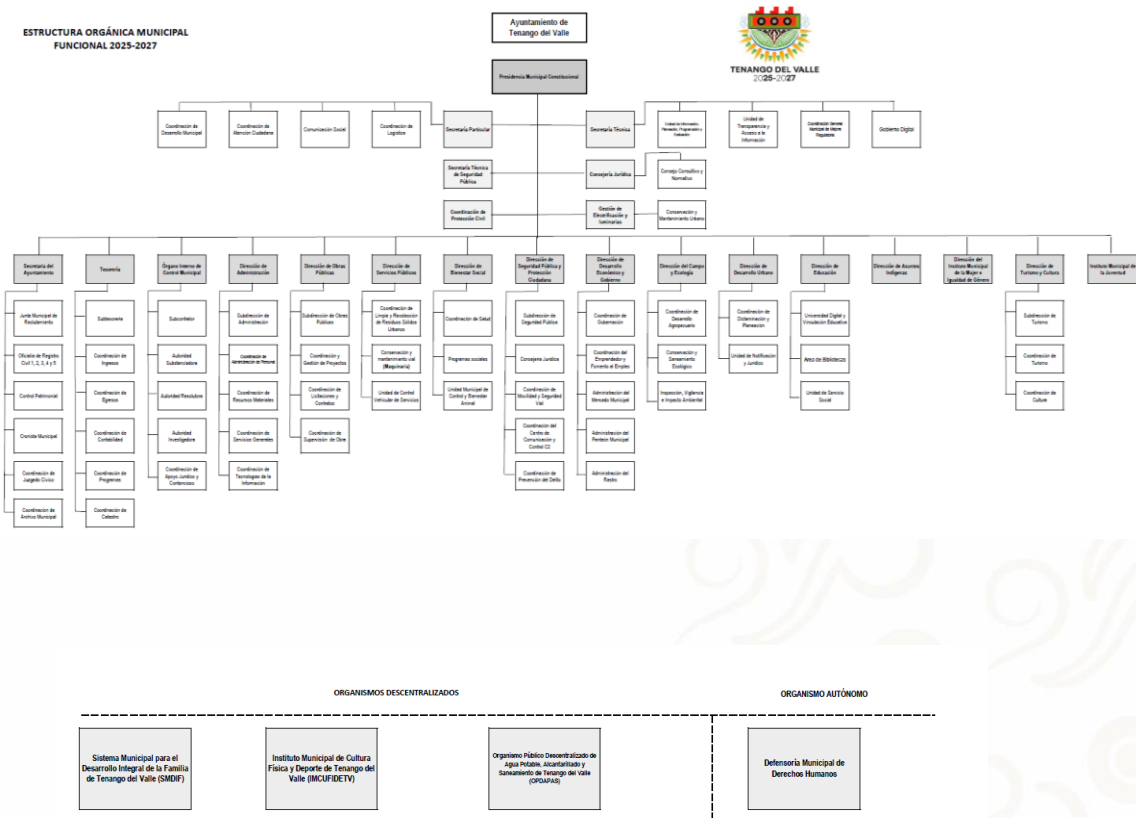 ESTRUCTURA ORGÁNICA MUNICIPAL
FUNCIONAL 2025-2027
Ayuntamiento de
Tenango del Valle
TENANGO DEL VALLE
2025-2027
Presidencia Municipal Constitucional
Coordinación de
Desarrollo Municipal
Coordinación de
Atención Ciudadana
Comunicación Social
Coordinación de
Logística
Secretaría Particular
Secretaría Técnica
Unidad de Información,
Planeación, Programación y
Evaluación
Unidad de
Transparencia y
Acceso a la
Información
Coordinación General
Municipal de Mejora
Regulatoria
Gobierno Digital
Secretaría Técnica
de Seguridad
Pública
Consejería Jurídica
Consejo Consultivo y
Normativo
Coordinación de
Protección Civil
Gestión de
Electrificación y
luminarias
Conservación y
Mantenimiento Urbano
Secretaría del
Ayuntamiento
Tesorería
Órgano Interno de
Control Municipal
Dirección de
Administración
Dirección de Obras
Públicas
Dirección de
Servicios Públicos
Dirección de
Bienestar Social
Dirección de
Seguridad Pública y
Protección
Ciudadana
Dirección de
Desarrollo
Económico y
Gobierno
Dirección del Campo
y Ecología
Dirección de
Desarrollo Urbano
Dirección de
Educación
Dirección de Asuntos
Indígenas
Dirección del
Instituto Municipal
de la Mujer e
Igualdad de Género
Dirección de
Turismo y Cultura
Instituto Municipal de
la Juventud
Junta Municipal de
Reclutamiento
Oficialía de Registro
Civil 1, 2, 3, 4 y 5
Control Patrimonial
Cronista Municipal
Coordinación de
Juzgado Cívico
Coordinación de
Archivo Municipal
Subtesorería
Coordinación de
Ingresos
Coordinación de
Egresos
Coordinación de
Contabilidad
Coordinación de
Programas
Coordinación de
Catastro
Subcontralor
Autoridad
Substanciadora
Autoridad Resolutora
Autoridad
Investigadora
Coordinación de
Apoyo Jurídico y
Contencioso
Subdirección de
Administración
Coordinación de
Administración de Personal
Coordinación de
Recursos Materiales
Coordinación de
Servicios Generales
Coordinación de
Tecnologías de la
Información
Subdirección de Obras
Públicas
Coordinación y
Gestión de Proyectos
Coordinación de
Licitaciones y
Contratos
Coordinación de
Supervisión de Obra
Coordinación de
Limpia y Recolección
de Residuos Sólidos
Urbanos
Conservación y
mantenimiento vial
(Maquinaria)
Unidad de Control
Vehicular de Servicios
Coordinación de Salud
Programas sociales
Unidad Municipal de
Control y Bienestar
Animal
Subdirección de
Seguridad Pública
Consejería Jurídica
Coordinación de
Movilidad y Seguridad
Vial
Coordinación del
Centro de
Comunicación y
Control C2
Coordinación de
Prevención del Delito
Coordinación de
Gobernación
Coordinación del
Emprendedor y
Fomento al Empleo
Administración del
Mercado Municipal
Administración del
Panteón Municipal
Administración del
Rastro
Coordinación de
Desarrollo
Agropecuario
Conservación y
Saneamiento
Ecológico
Inspección, Vigilancia
e Impacto Ambiental
Coordinación de
Dictaminación y
Planeación
Unidad de Notificación
y Jurídico
Universidad Digital y
Vinculación Educativa
Área de Bibliotecas
Unidad de Servicio
Social
Subdirección de
Turismo
Coordinación de
Turismo
Coordinación de
Cultura
ORGANISMOS DESCENTRALIZADOS
ORGANISMO AUTÓNOMO
Sistema Municipal para el
Desarrollo Integral de la Familia
de Tenango del Valle (SMDIF)
Instituto Municipal de Cultura
Física y Deporte de Tenango del
Valle (IMCUFIDETV)
Organismo Público Descentralizado de
Agua Potable, Alcantarillado y
Saneamiento de Tenango del Valle
(OPDAPAS)
Defensoría Municipal de
Derechos Humanos